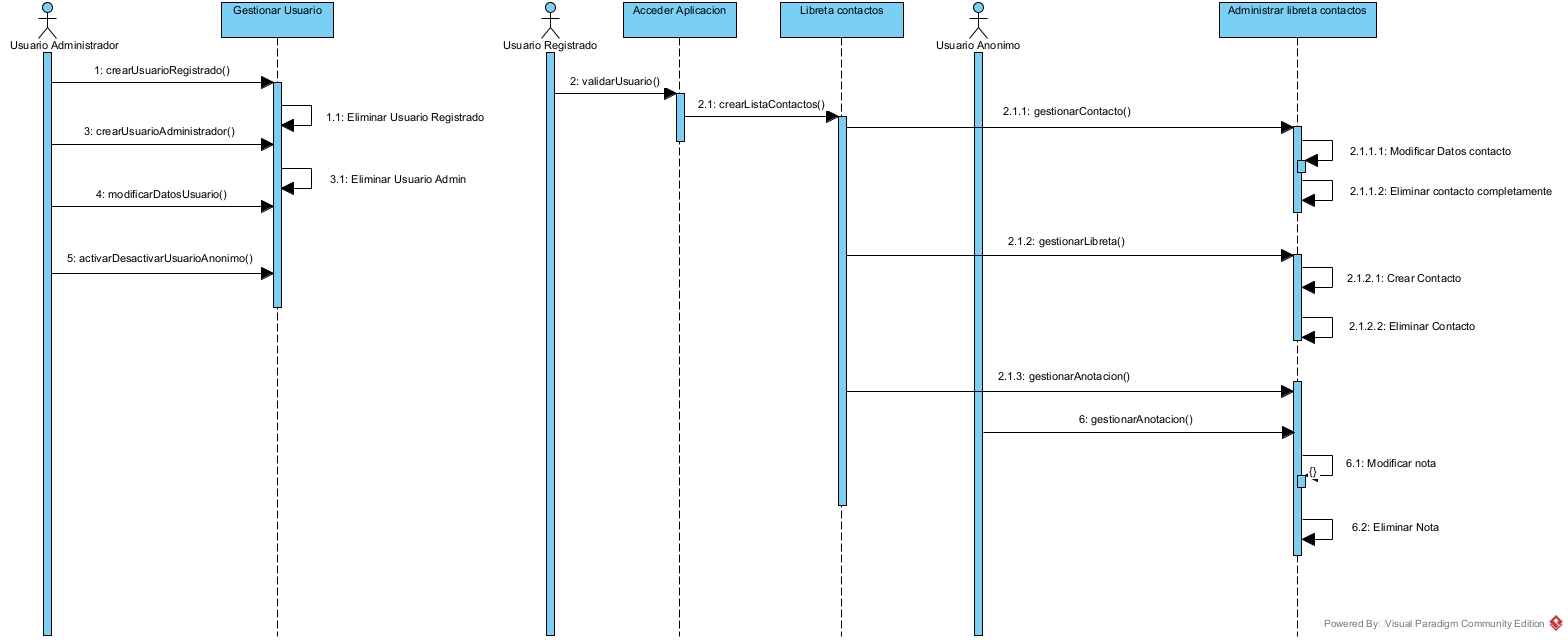 Gestionar Usuario
Acceder Aplicacion
Libreta contactos
Administrar libreta contactos
Usuario Administrador
Usuario Registrado
Usuario Anonimo
1: crearUsuarioRegistrado()
2: validarUsuario()
2.1: crearListaContactos()
2.1.1: gestionarContacto()
1.1: Eliminar Usuario Registrado
3: crearUsuarioAdministrador()
2.1.1.1: Modificar Datos contacto
3.1: Eliminar Usuario Admin
2.1.1.2: Eliminar contacto completamente
4: modificarDatosUsuario()
2.1.2: gestionarLibreta()
5: activarDesactivarUsuarioAnonimo()
2.1.2.1: Crear Contacto
2.1.2.2: Eliminar Contacto
2.1.3: gestionarAnotacion()
6: gestionarAnotacion()
6.1: Modificar nota
{}
6.2: Eliminar Nota
Powered By Visual Paradigm Community Edition